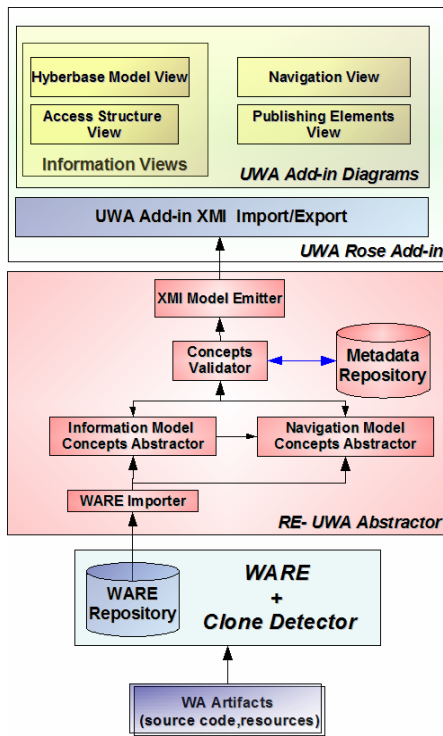 Hyberbase Model View
Navigation View
Access Structure
View
Publishing Elements
View
Information Views
UWA Add-in Diagrams
UWA Add-in XMI Import/Export
UWA Rose Add-in
XMI Model Emitter
Concepts
Validator
Metadata
Repository
Information Model
Concepts Abstractor
Navigation Model
Concepts Abstractor
WARE Importer
RE- UWA Abstractor
WARE
Repository
WARE
+
Clone Detector
WA Artifacts
(source code,resources)